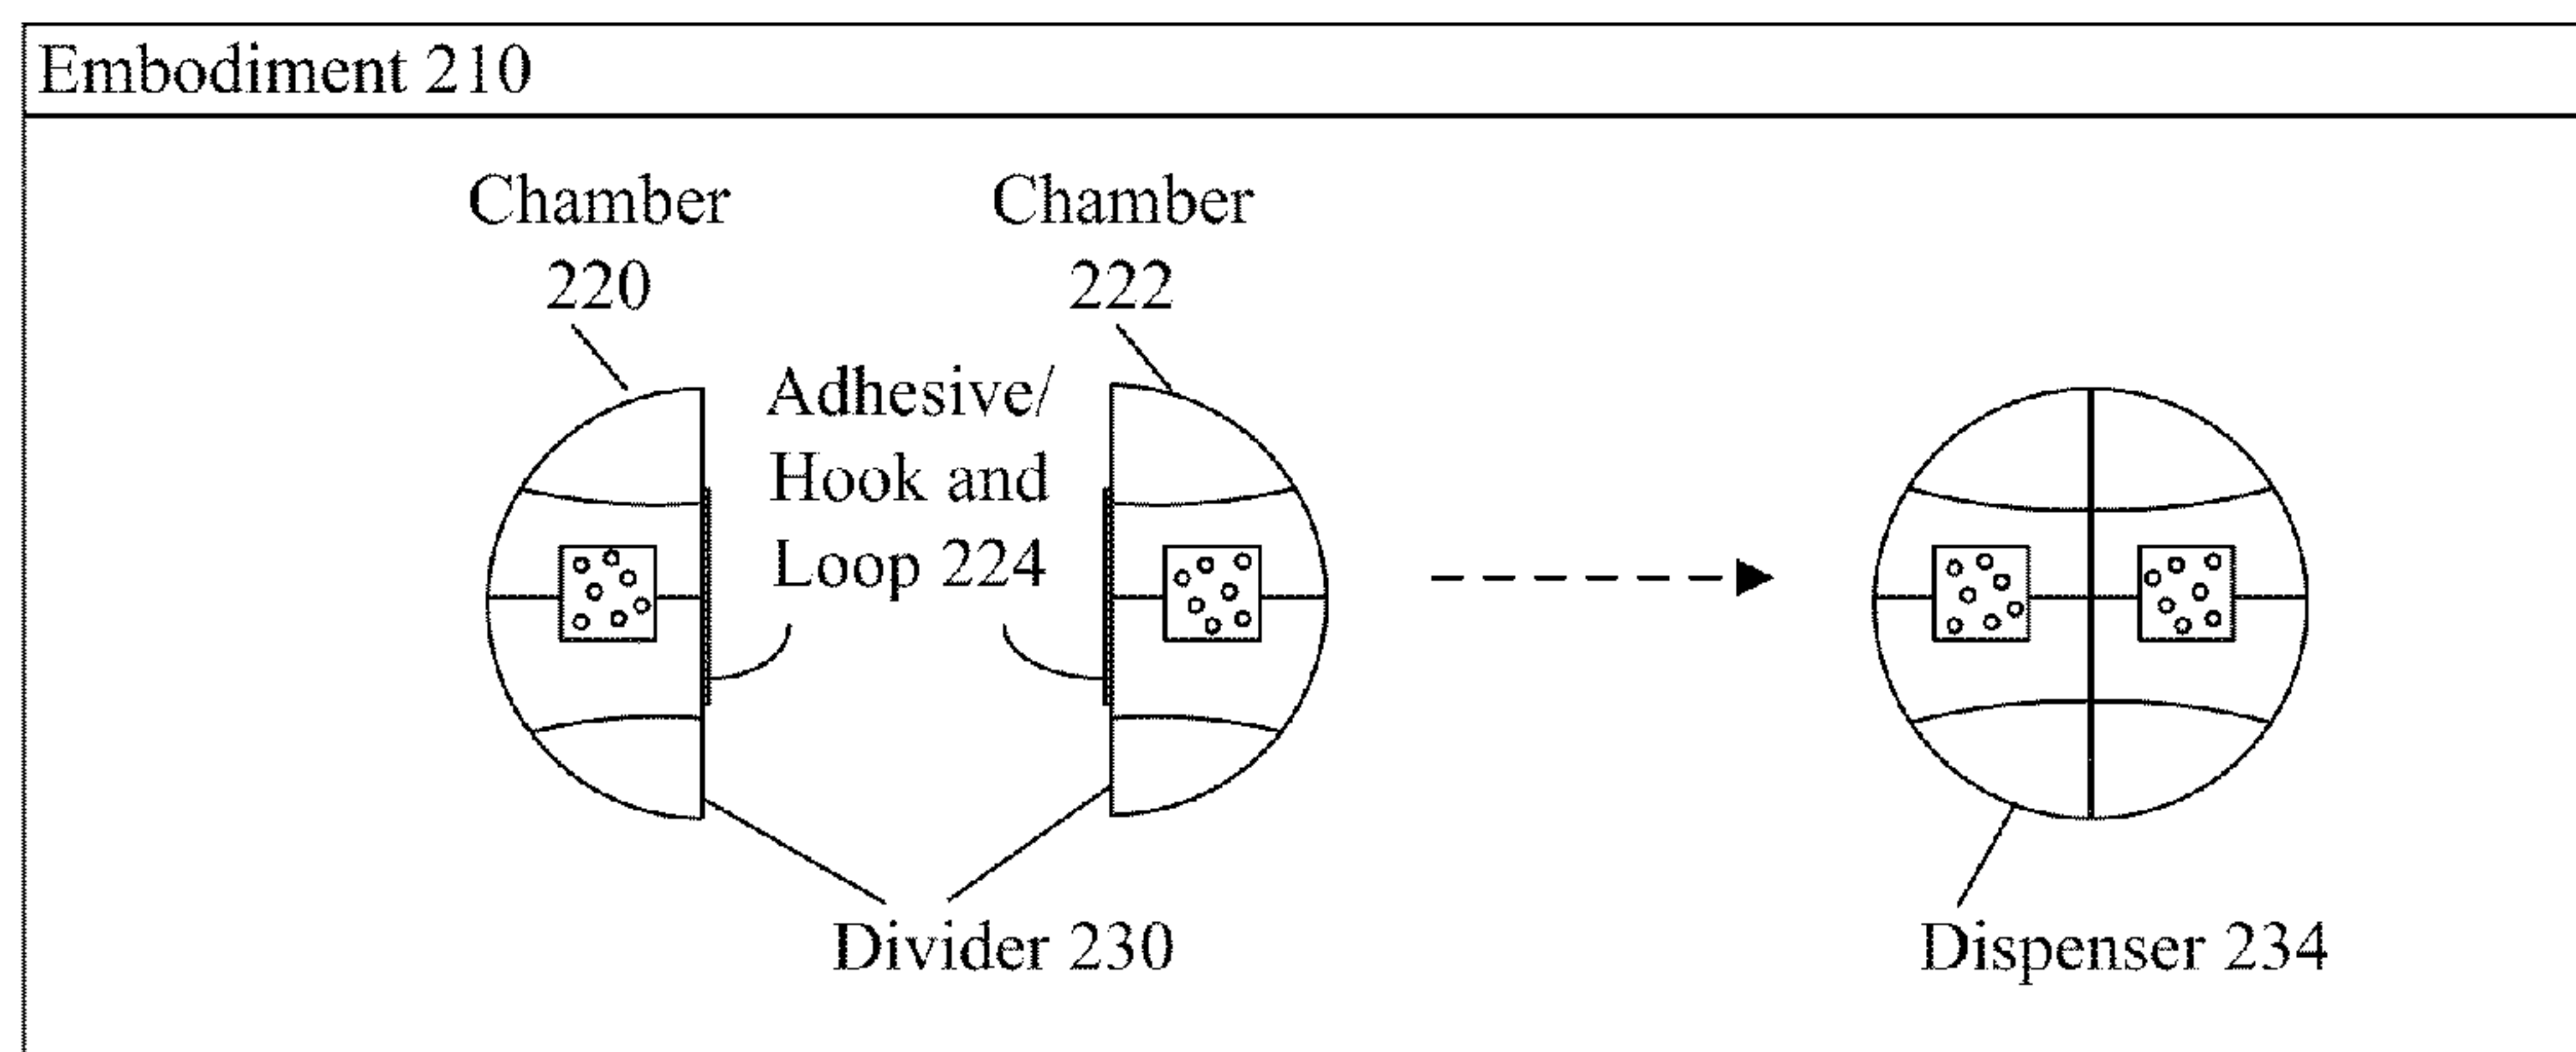 Embodiment 210
Chamber
220
Chamber
222
Adhesive/
Hook and
Loop 224
Divider 230
Dispenser 234